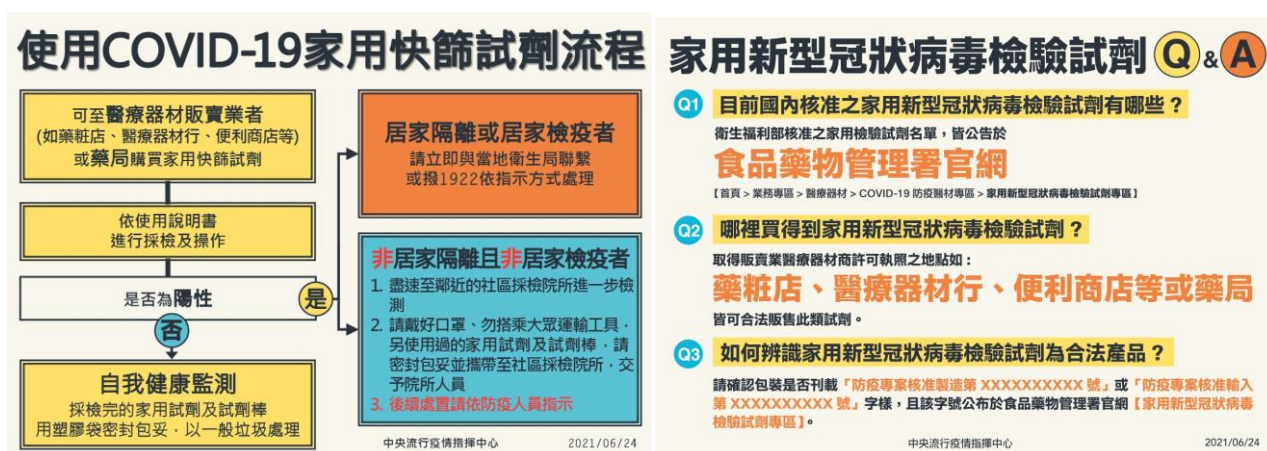 使用COVID-19家用快篩試劑流程
可至醫療器材販賣業者
(如藥粧店、醫療器材行、便利商店等)
或藥局購買家用快篩試劑
依使用說明書
進行採檢及操作
是否為陽性
是
否
自我健康監測
採檢完的家用試劑及試劑棒
用塑膠袋密封包妥，以一般垃圾處理
居家隔離或居家檢疫者
請立即與當地衛生局聯繫
或撥1922依指示方式處理
非居家隔離且非居家檢疫者
1. 盡速至鄰近的社區採檢院所進一步檢
測
2. 請戴好口罩、勿搭乘大眾運輸工具，
另使用過的家用試劑及試劑棒，請
密封包妥並攜帶至社區採檢院所，交
予院所人員
3. 後續處置請依防疫人員指示
中央流行疫情指揮中心 2021/06/24
家用新型冠狀病毒檢驗試劑 Q & A
Q1 目前國內核准之家用新型冠狀病毒檢驗試劑有哪些？
衛生福利部核准之家用檢驗試劑名單，皆公告於
食品藥物管理署官網
【首頁 > 業務專區 > 醫療器材 > COVID-19 防疫醫材專區 > 家用新型冠狀病毒檢驗試劑專區】
Q2 哪裡買得到家用新型冠狀病毒檢驗試劑？
取得販賣業醫療器材商許可執照之地點如：
藥粧店、醫療器材行、便利商店等或藥局
皆可合法販售此類試劑。
Q3 如何辨識家用新型冠狀病毒檢驗試劑為合法產品？
請確認包裝是否刊載「防疫專案核准製造第 XXXXXXXXXX 號」或「防疫專案核准輸入
第 XXXXXXXXXX 號」字樣，且該字號公布於食品藥物管理署官網【家用新型冠狀病毒
檢驗試劑專區】。
中央流行疫情指揮中心 2021/06/24